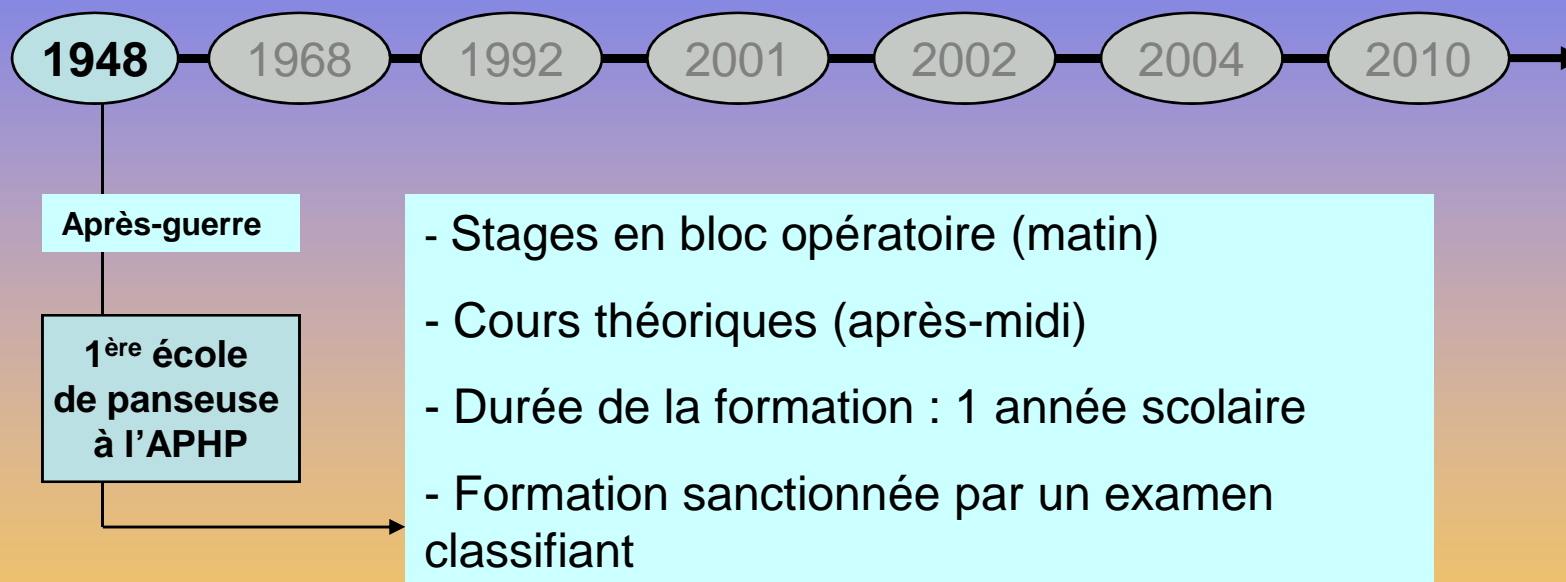 1948 1968 1992 2001 2002 2004 2010
Après-guerre
1ère école
de panseuse
à l’APHP
- Stages en bloc opératoire (matin)
- Cours théoriques (après-midi)
- Durée de la formation : 1 année scolaire
- Formation sanctionnée par un examen
classifiant